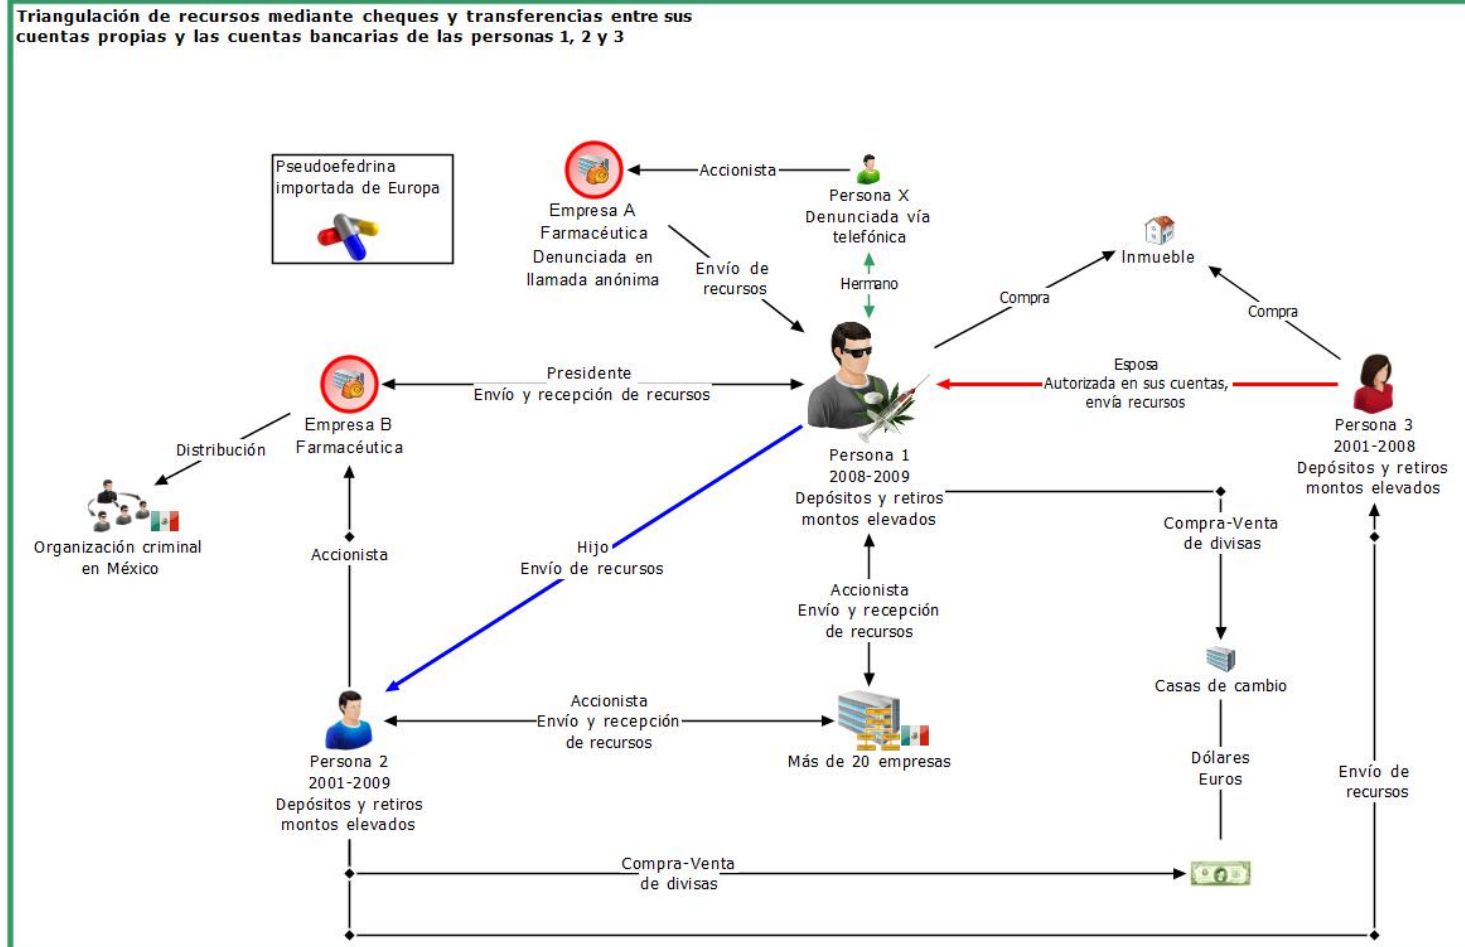 Triangulación de recursos mediante cheques y transferencias entre sus
cuentas propias y las cuentas bancarias de las personas 1, 2 y 3
Pseudoefedrina
importada de Europa
Accionista
Empresa A
Farmacéutica
Denunciada en
llamada anónima
Persona X
Denunciada vía
telefónica
Envío de
recursos
Hermano
Inmueble
Compra
Compra
Presidente
Envío y recepción de recursos
Esposa
Autorizada en sus cuentas,
envía recursos
Empresa B
Farmacéutica
Distribución
Organización criminal
en México
Persona 1
2008-2009
Depósitos y retiros
montos elevados
Persona 3
2001-2008
Depósitos y retiros
montos elevados
Compra-Venta
de divisas
Accionista
Hijo
Envío de recursos
Accionista
Envío y recepción
de recursos
Casas de cambio
Accionista
Envío y recepción
de recursos
Persona 2
2001-2009
Depósitos y retiros
montos elevados
Más de 20 empresas
Dólares
Euros
Envío de
recursos
Compra-Venta
de divisas